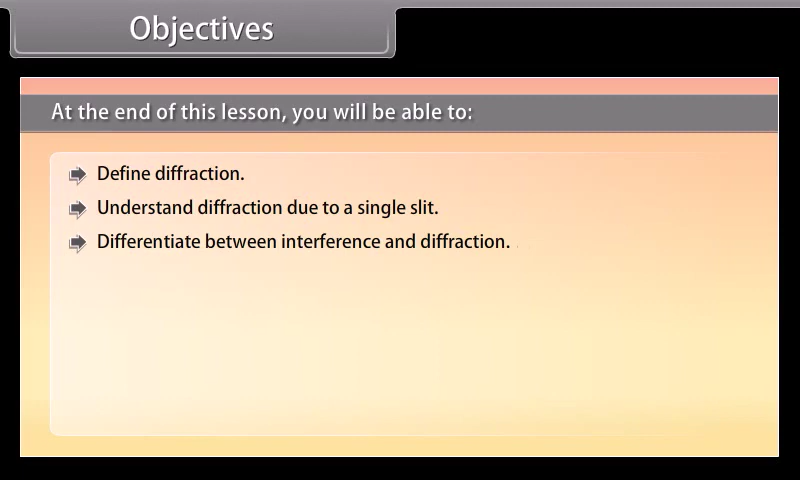 Objectives
At the end of this lesson, you will be able to:
Define diffraction.
Understand diffraction due to a single slit.
Differentiate between interference and diffraction.